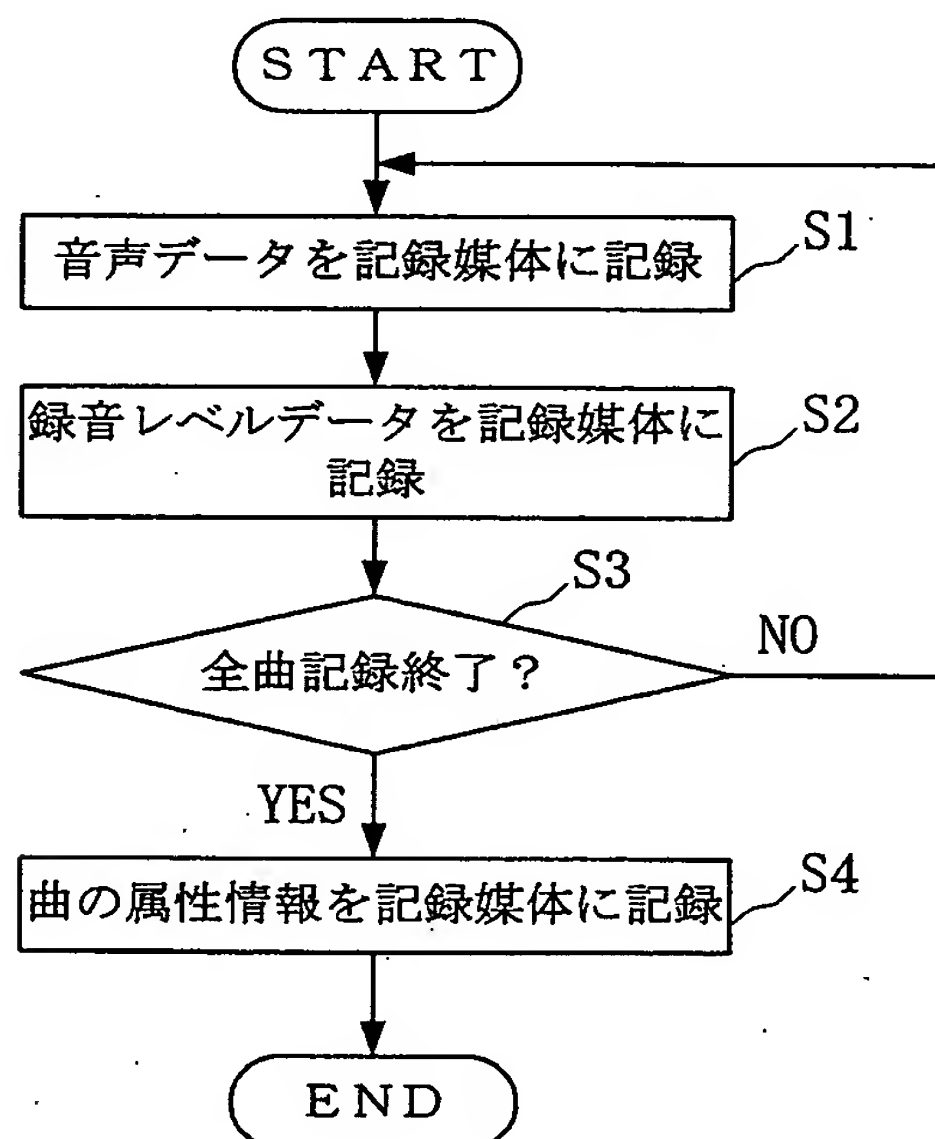 START
音声データを記録媒体に記録
S1
録音レベルデータを記録媒体に
記録
S2
S3
全曲記録終了?
NO
YES
曲の属性情報を記録媒体に記録
S4
END